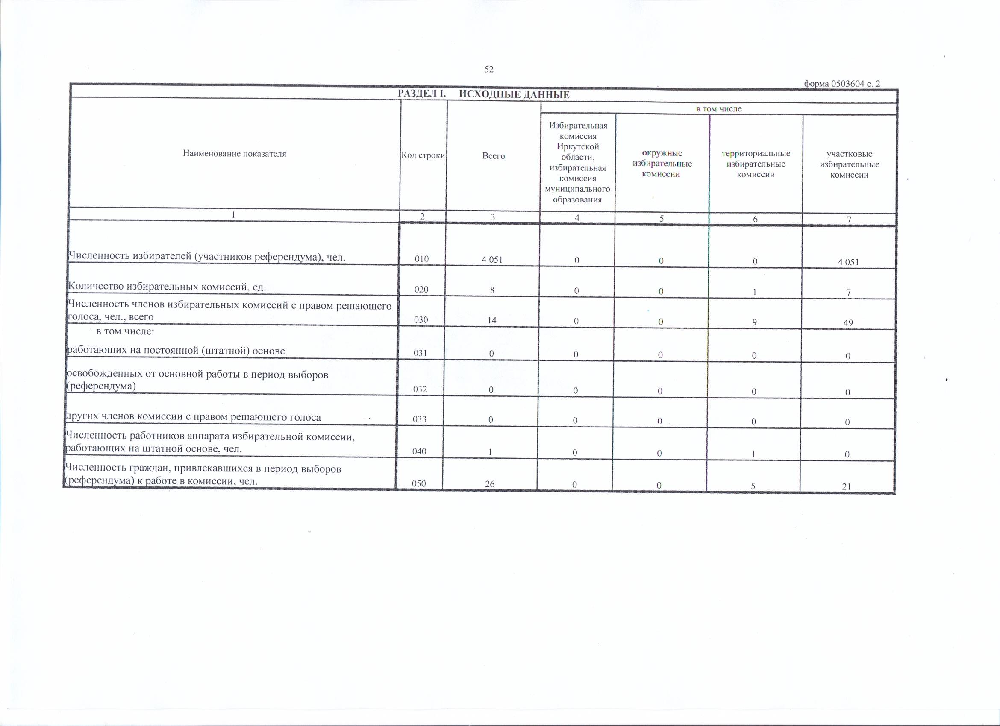 52
форма 0503604 с. 2
РАЗДЕЛ I. ИСХОДНЫЕ ДАННЫЕ
Наименование показателя
Код строки
Всего
в том числе
Избирательная
комиссия
Иркутской
области,
избирательная
комиссия
муниципального
образования
окружные
избирательные
комиссии
территориальные
избирательные
комиссии
участковые
избирательные
комиссии
1 2 3 4 5 6 7
Численность избирателей (участников референдума), чел. 010 4 051 0 0 0 4 051
Количество избирательных комиссий, ед. 020 8 0 0 1 7
Численность членов избирательных комиссий с правом решающего
голоса, чел., всего 030 14 0 0 9 49
в том числе:
работающих на постоянной (штатной) основе 031 0 0 0 0 0
освобожденных от основной работы в период выборов
(референдума) 032 0 0 0 0 0
других членов комиссии с правом решающего голоса 033 0 0 0 0 0
Численность работников аппарата избирательной комиссии,
работающих на штатной основе, чел. 040 1 0 0 1 0
Численность граждан, привлекавшихся в период выборов
(референдума) к работе в комиссии, чел. 050 26 0 0 5 21